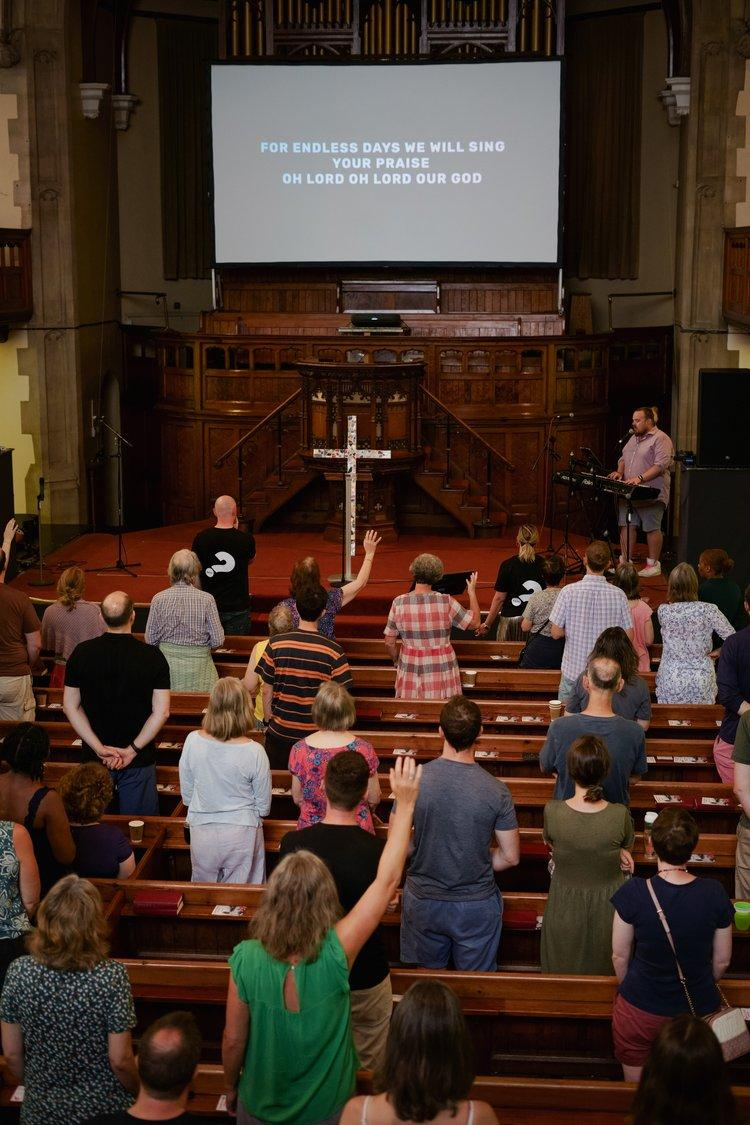 FOR ENDLESS DAYS WE WILL SING
YOUR PRAISE
OH LORD OH LORD OUR GOD
?
?